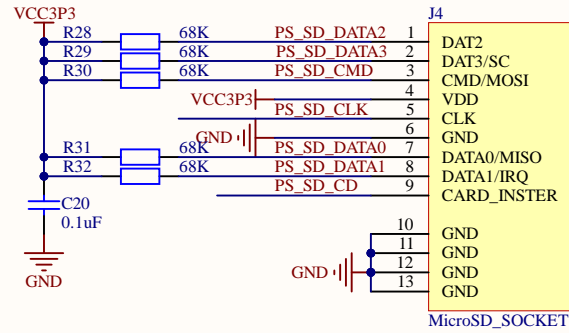 VCC3P3
J4
R28 68K PS_SD_DATA2 1 DAT2
R29 68K PS_SD_DATA3 2 DAT3/SC
R30 68K PS_SD_CMD 3 CMD/MOSI
VCC3P3 4 VDD
PS_SD_CLK 5 CLK
GND 6 GND
R31 68K PS_SD_DATA0 7 DATA0/MISO
R32 68K PS_SD_DATA1 8 DATA1/IRQ
PS_SD_CD 9 CARD_INSTER
C20
0.1uF
10 GND
11 GND
GND 12 GND
13 GND
GND
MicroSD_SOCKET